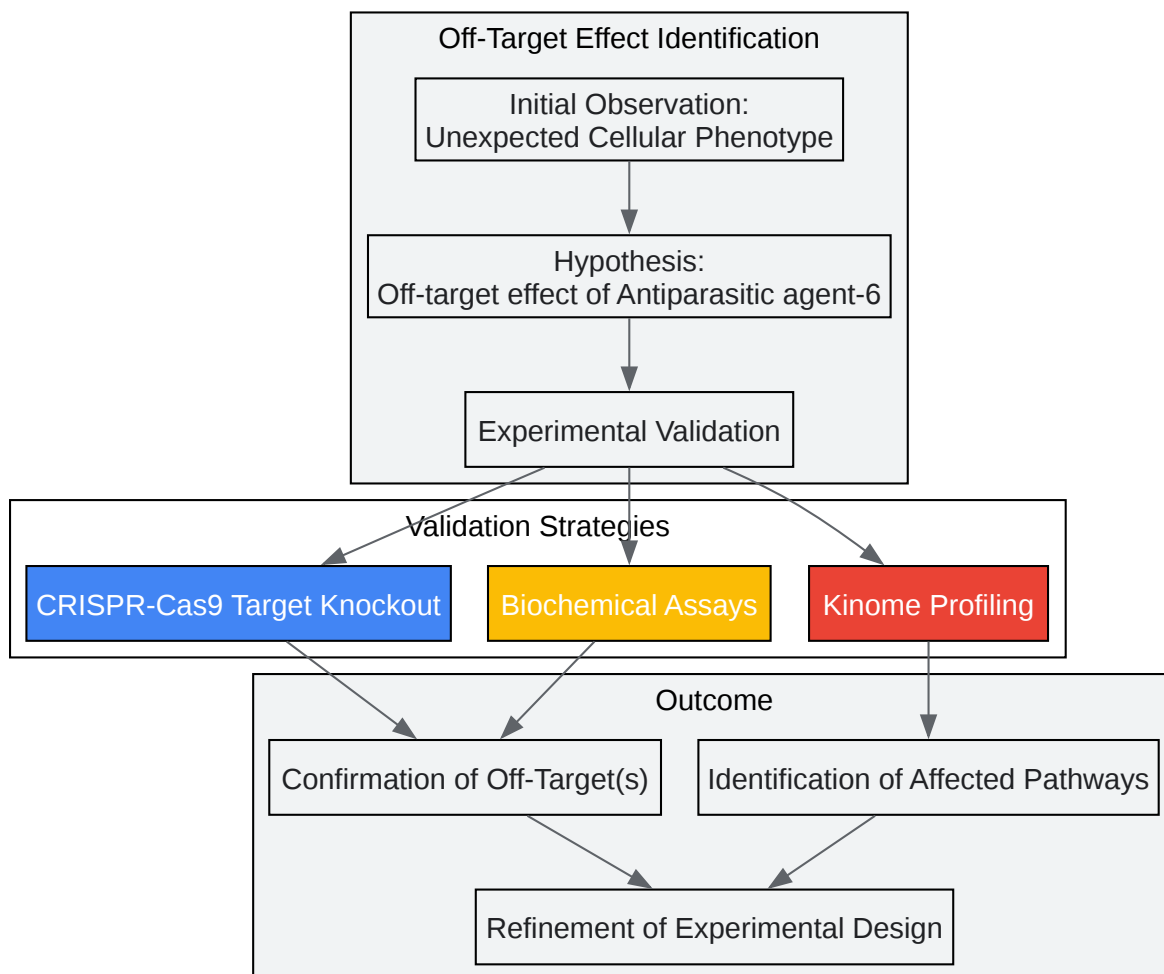 Off-Target Effect Identification
Initial Observation:
Unexpected Cellular Phenotype
Hypothesis:
Off-target effect of Antiparasitic agent-6
Experimental Validation
Validation Strategies
CRISPR-Cas9 Target Knockout
Biochemical Assays
Kinome Profiling
Outcome
Confirmation of Off-Target(s)
Identification of Affected Pathways
Refinement of Experimental Design